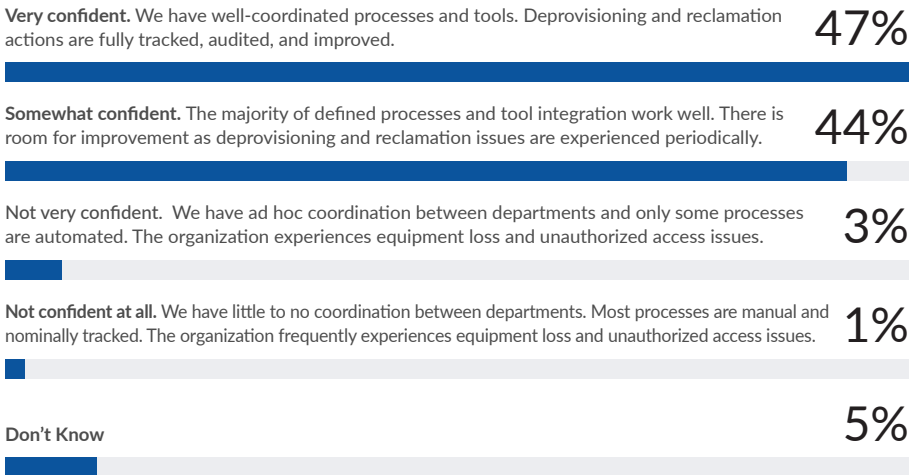 Very confident. We have well-coordinated processes and tools. Deprovisioning and reclamation
actions are fully tracked, audited, and improved.
47%
Somewhat confident. The majority of defined processes and tool integration work well. There is
room for improvement as deprovisioning and reclamation issues are experienced periodically.
44%
Not very confident.  We have ad hoc coordination between departments and only some processes
are automated. The organization experiences equipment loss and unauthorized access issues.
3%
Not confident at all. We have little to no coordination between departments. Most processes are manual and
nominally tracked. The organization frequently experiences equipment loss and unauthorized access issues.
1%
Don’t Know
5%